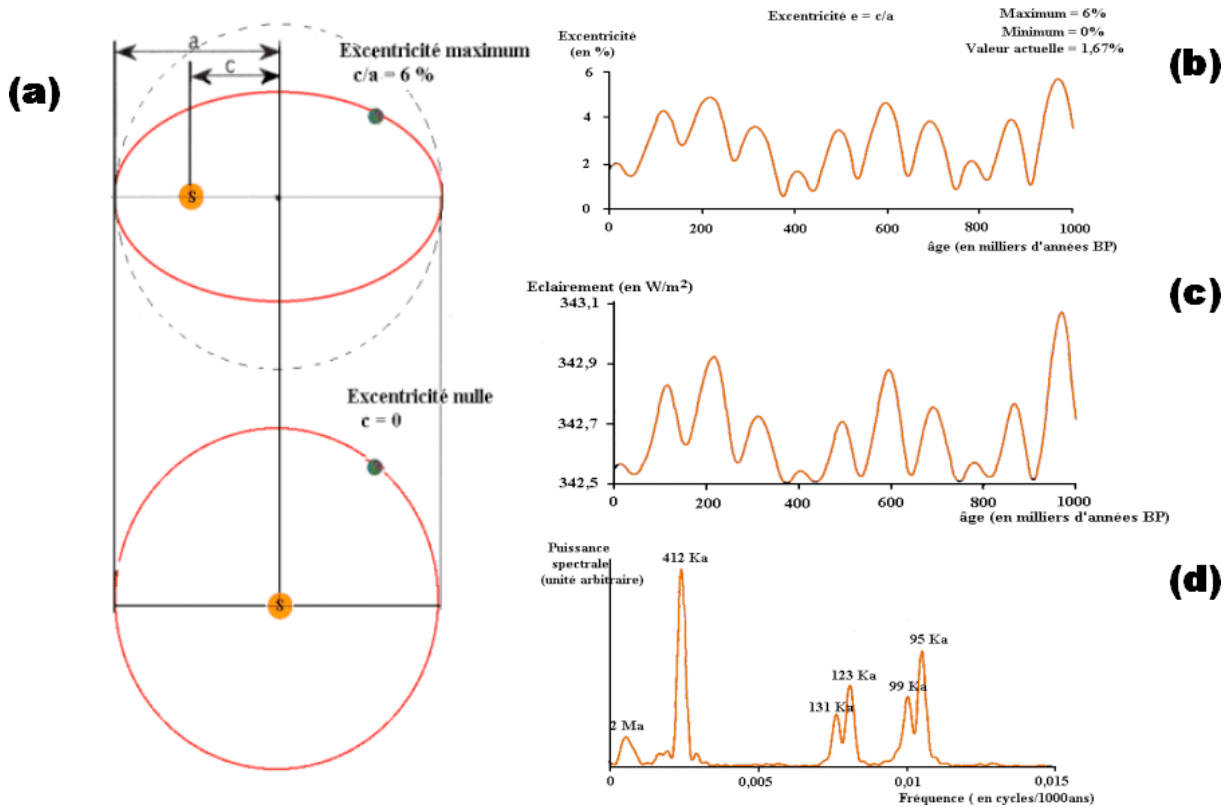 (a)
a
c
Excentricité maximum
c/a = 6 %
S
Excentricité nulle
c = 0
S
(b)
Excentricité e = c/a
Maximum = 6%
Minimum = 0%
Valeur actuelle = 1,67%
Excentricité
(en %)
6
4
2
0
0 200 400 600 800 1000
âge (en milliers d'années BP)
(c)
Eclairement (en W/m²)
343,1
342,9
342,7
342,5
0 200 400 600 800 1000
âge (en milliers d'années BP)
(d)
Puissance
spectrale
(unité arbitraire)
412 Ka
95 Ka
123 Ka
99 Ka
131 Ka
2 Ma
0 0,005 0,01 0,015
Fréquence ( en cycles/1000ans)